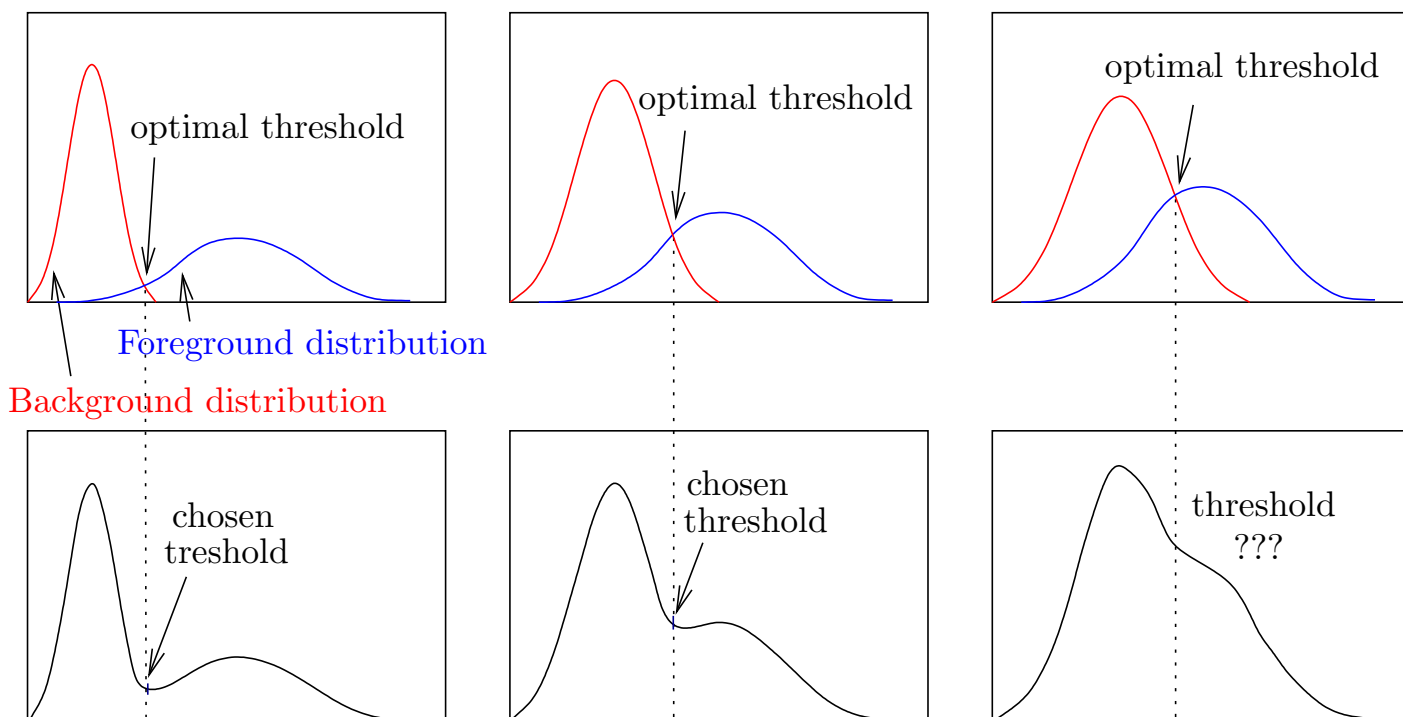 optimal threshold
optimal threshold
optimal threshold
Foreground distribution
Background distribution
chosen
treshold
chosen
threshold
threshold
???